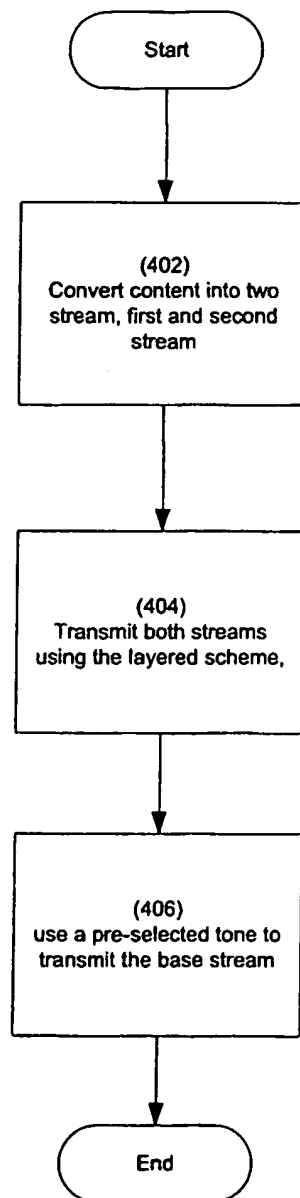 Start
(402)
Convert content into two
stream, first and second
stream
(404)
Transmit both streams
using the layered scheme,
(406)
use a pre-selected tone to
transmit the base stream
End